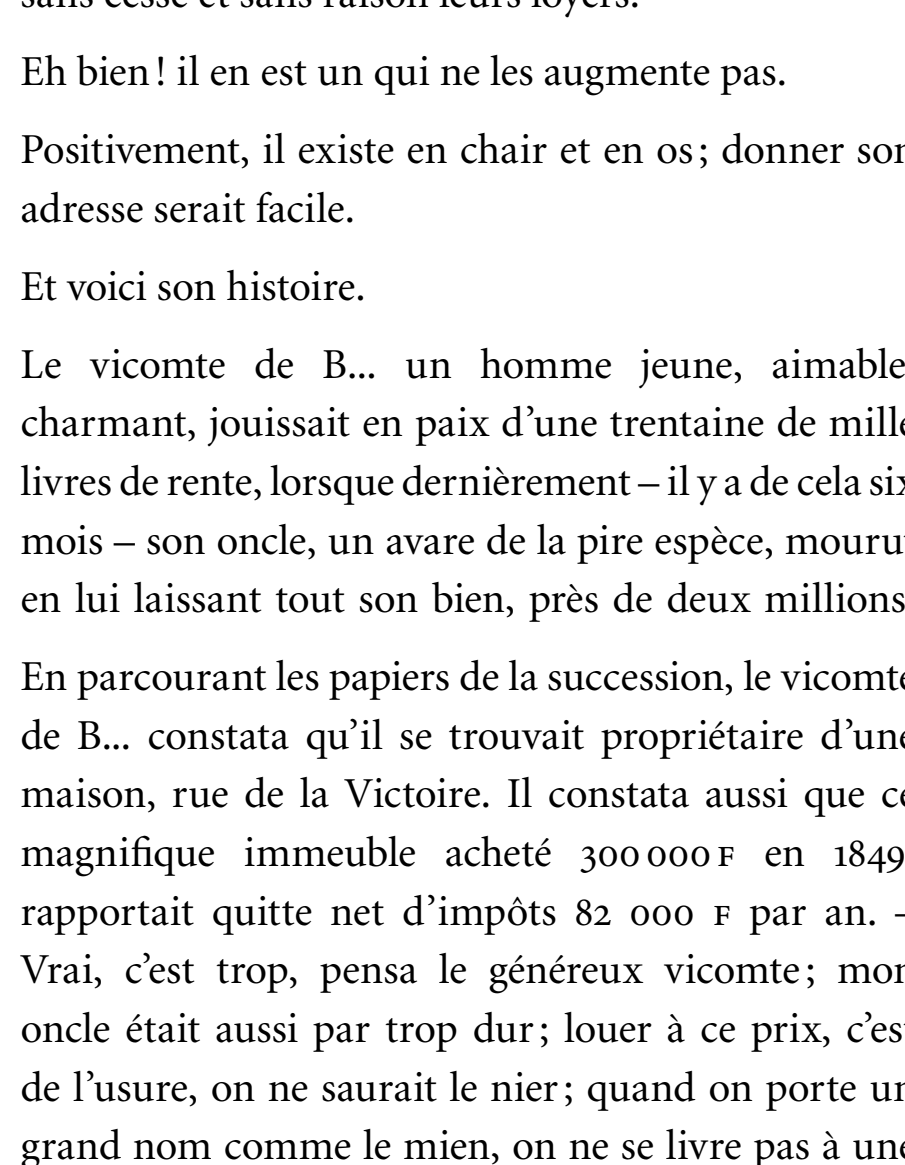 sans cesse et sans raison leurs loyers.
Eh bien ! il en est un qui ne les augmente pas.
Positivement, il existe en chair et en os ; donner son
adresse serait facile.
Et voici son histoire.
Le vicomte de B... un homme jeune, aimable,
charmant, jouissait en paix d’une trentaine de mille
livres de rente, lorsque dernièrement – il y a de cela six
mois – son oncle, un avare de la pire espèce, mourut
en lui laissant tout son bien, près de deux millions.
En parcourant les papiers de la succession, le vicomte
de B... constata qu’il se trouvait propriétaire d’une
maison, rue de la Victoire. Il constata aussi que ce
magnifique immeuble acheté 300 000 F en 1849,
rapportait quitte net d’impôts 82 000 F par an. –
Vrai, c’est trop, pensa le généreux vicomte ; mon
oncle était aussi par trop dur ; louer à ce prix, c’est
de l’usure, on ne saurait le nier ; quand on porte un
grand nom comme le mien, on ne se livre pas à une